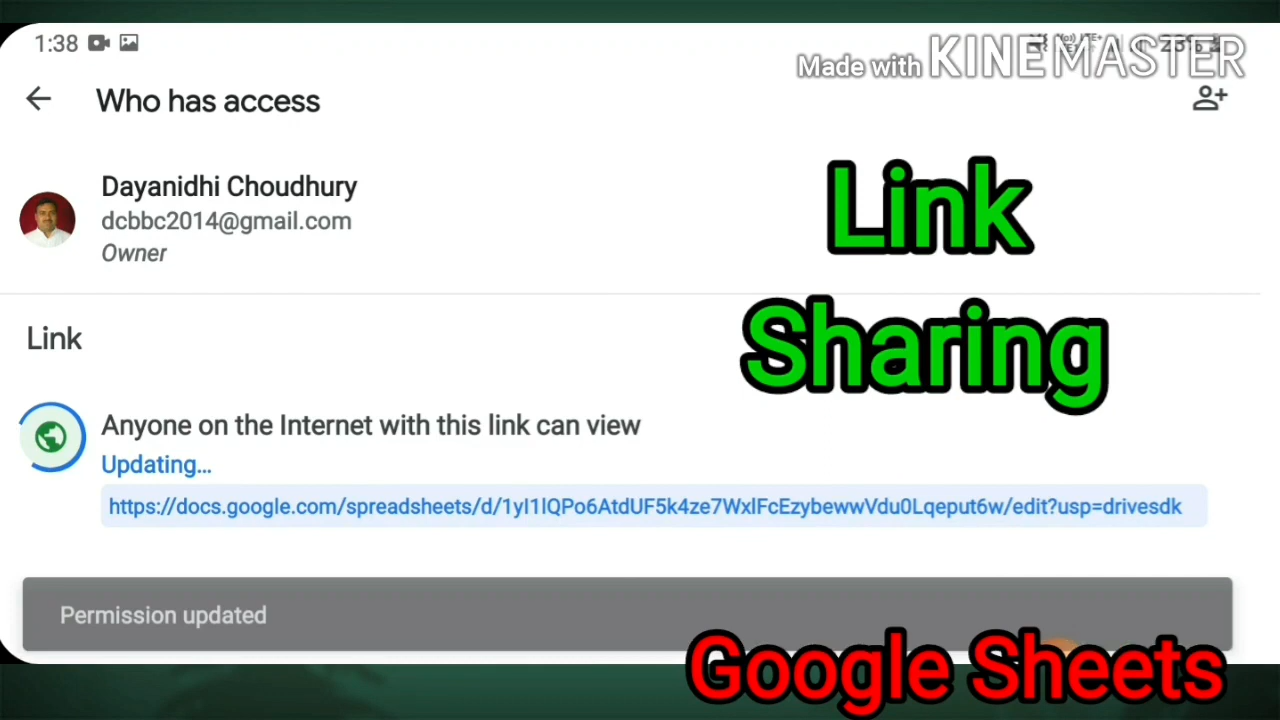 1:38
Made with KINEMASTER
Who has access
Dayanidhi Choudhury
dcbbc2014@gmail.com
Owner
Link
Sharing
Link
Anyone on the Internet with this link can view
Updating...
https://docs.google.com/spreadsheets/d/1yI1lQPo6AtdUF5k4ze7WxlFcEzybewwVdu0Lqeput6w/edit?usp=drivesdk
Permission updated
Google Sheets